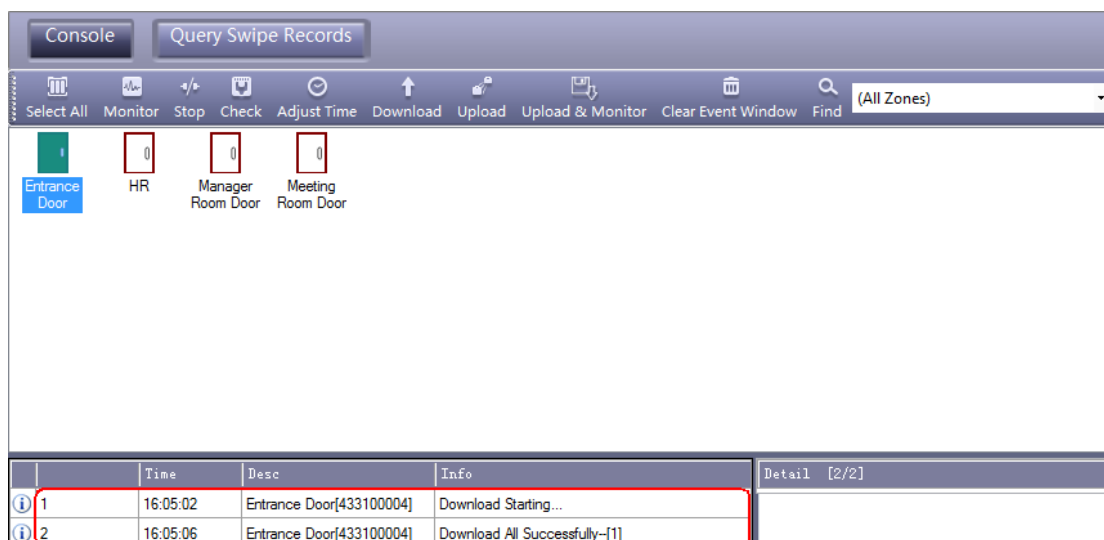 Console Query Swipe Records
Select All Monitor Stop Check Adjust Time Download Upload Upload & Monitor Clear Event Window Find (All Zones)
Entrance Door
HR
Manager Room Door
Meeting Room Door
Time Desc Info Detail [2/2]
1 16:05:02 Entrance Door[433100004] Download Starting...
2 16:05:06 Entrance Door[433100004] Download All Successfully--[1]